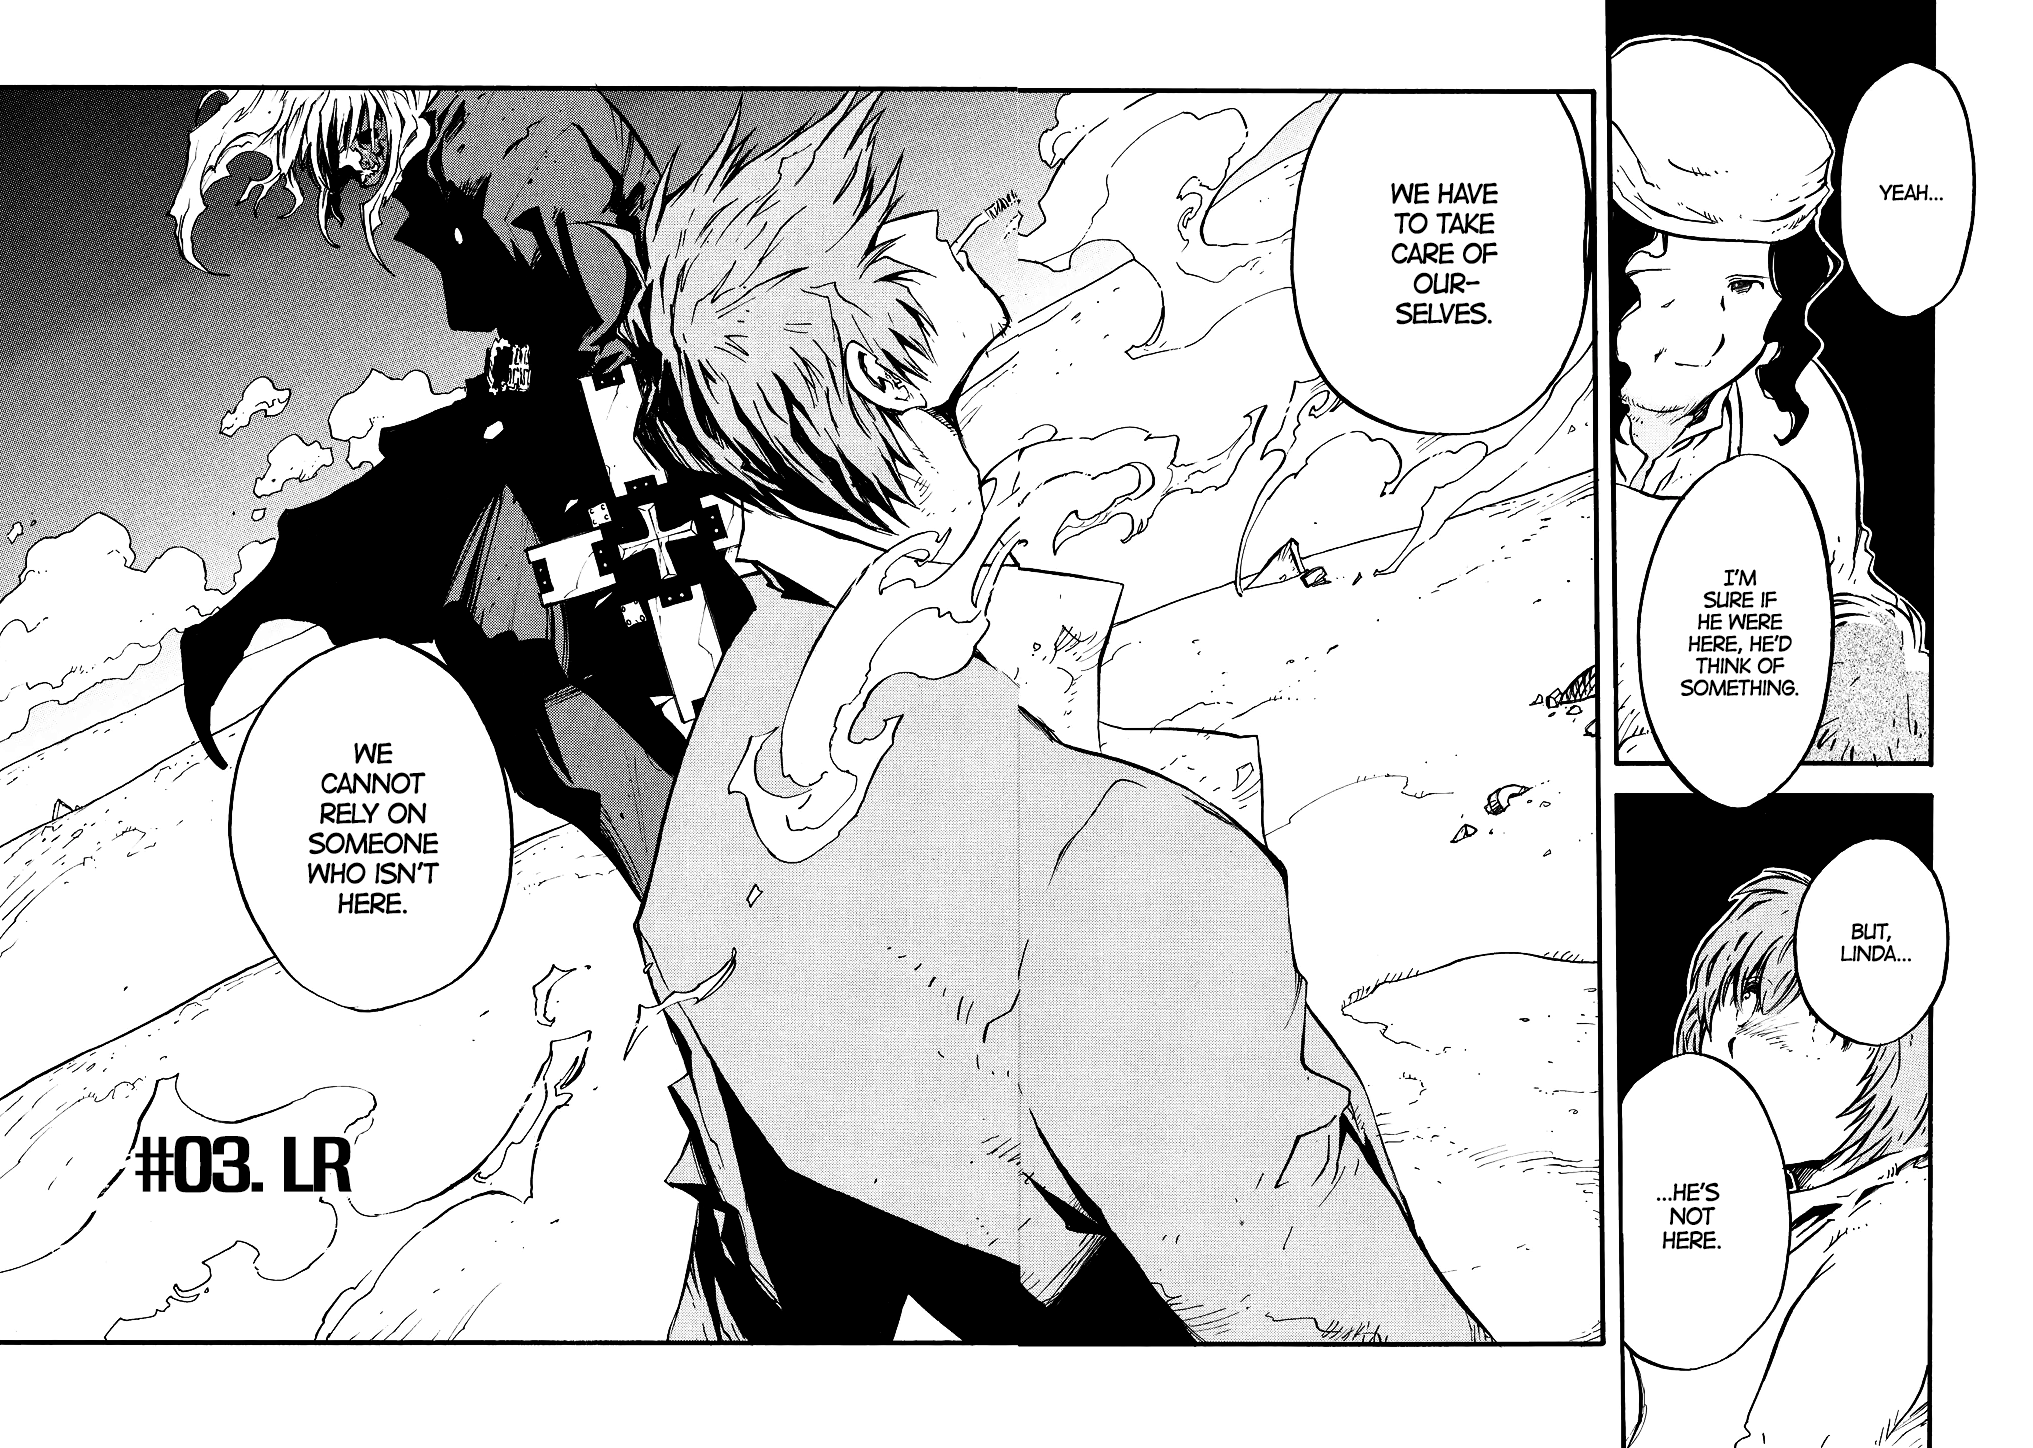 YEAH...
I'M
SURE IF
HE WERE
HERE, HE'D
THINK OF
SOMETHING.
BUT,
LINDA...
...HE'S
NOT
HERE.
WE HAVE
TO TAKE
CARE OF
OUR-
SELVES.
WE
CANNOT
RELY ON
SOMEONE
WHO ISN'T
HERE.
#03. LR